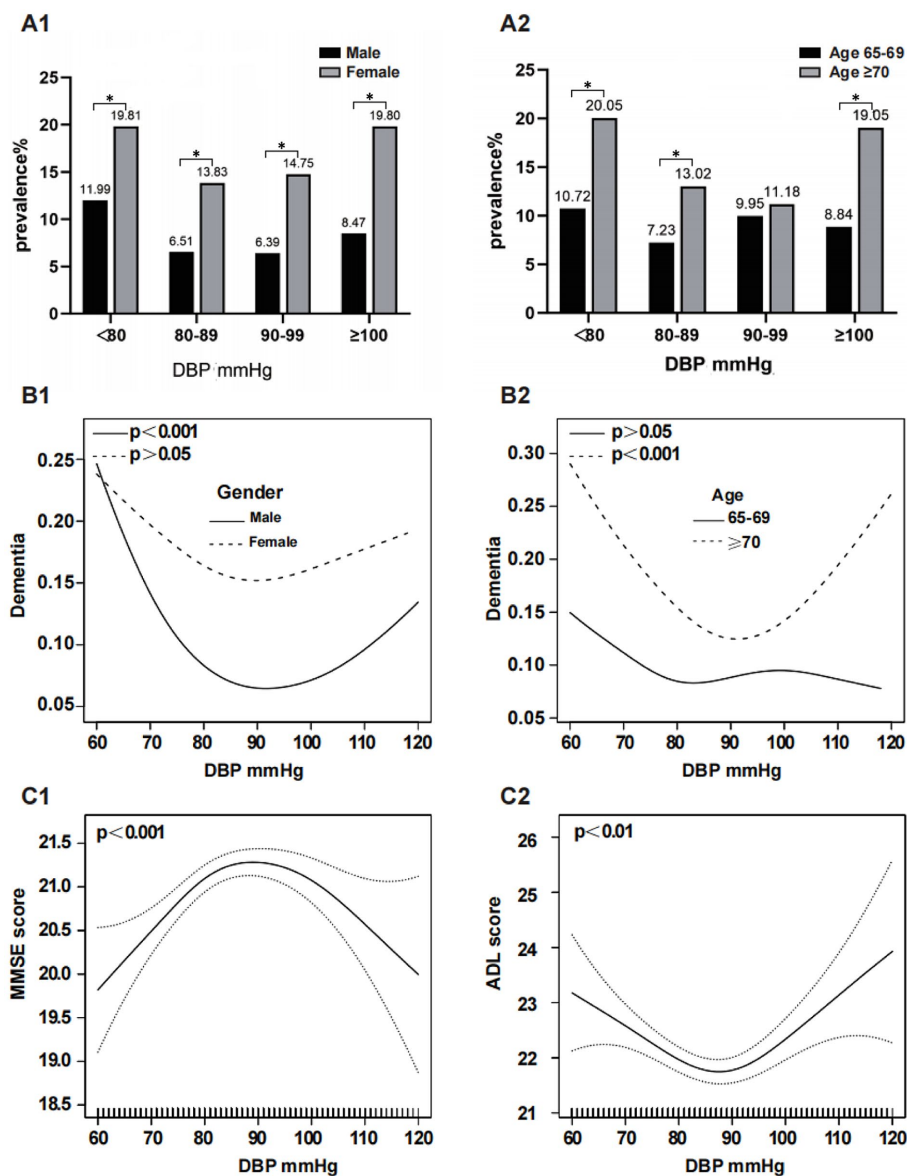 A1
Male
Female
prevalence%
25
20
15
10
5
0
* * * *
11.99 19.81 6.51 13.83 6.39 14.75 8.47 19.80
<80 80-89 90-99 ≥100
DBP mmHg
A2
Age 65-69
Age ≥70
prevalence%
25
20
15
10
5
0
* * *
10.72 20.05 7.23 13.02 9.95 11.18 8.84 19.05
<80 80-89 90-99 ≥100
DBP mmHg
B1
p<0.001
p>0.05
Gender
Male
Female
Dementia
0.25
0.20
0.15
0.10
0.05
60 70 80 90 100 110 120
DBP mmHg
B2
p>0.05
p<0.001
Age
65-69
⩾70
Dementia
0.30
0.25
0.20
0.15
0.10
0.05
60 70 80 90 100 110 120
DBP mmHg
C1
p<0.001
MMSE score
21.5
21.0
20.5
20.0
19.5
19.0
18.5
60 70 80 90 100 110 120
DBP mmHg
C2
p<0.01
ADL score
26
25
24
23
22
21
60 70 80 90 100 110 120
DBP mmHg